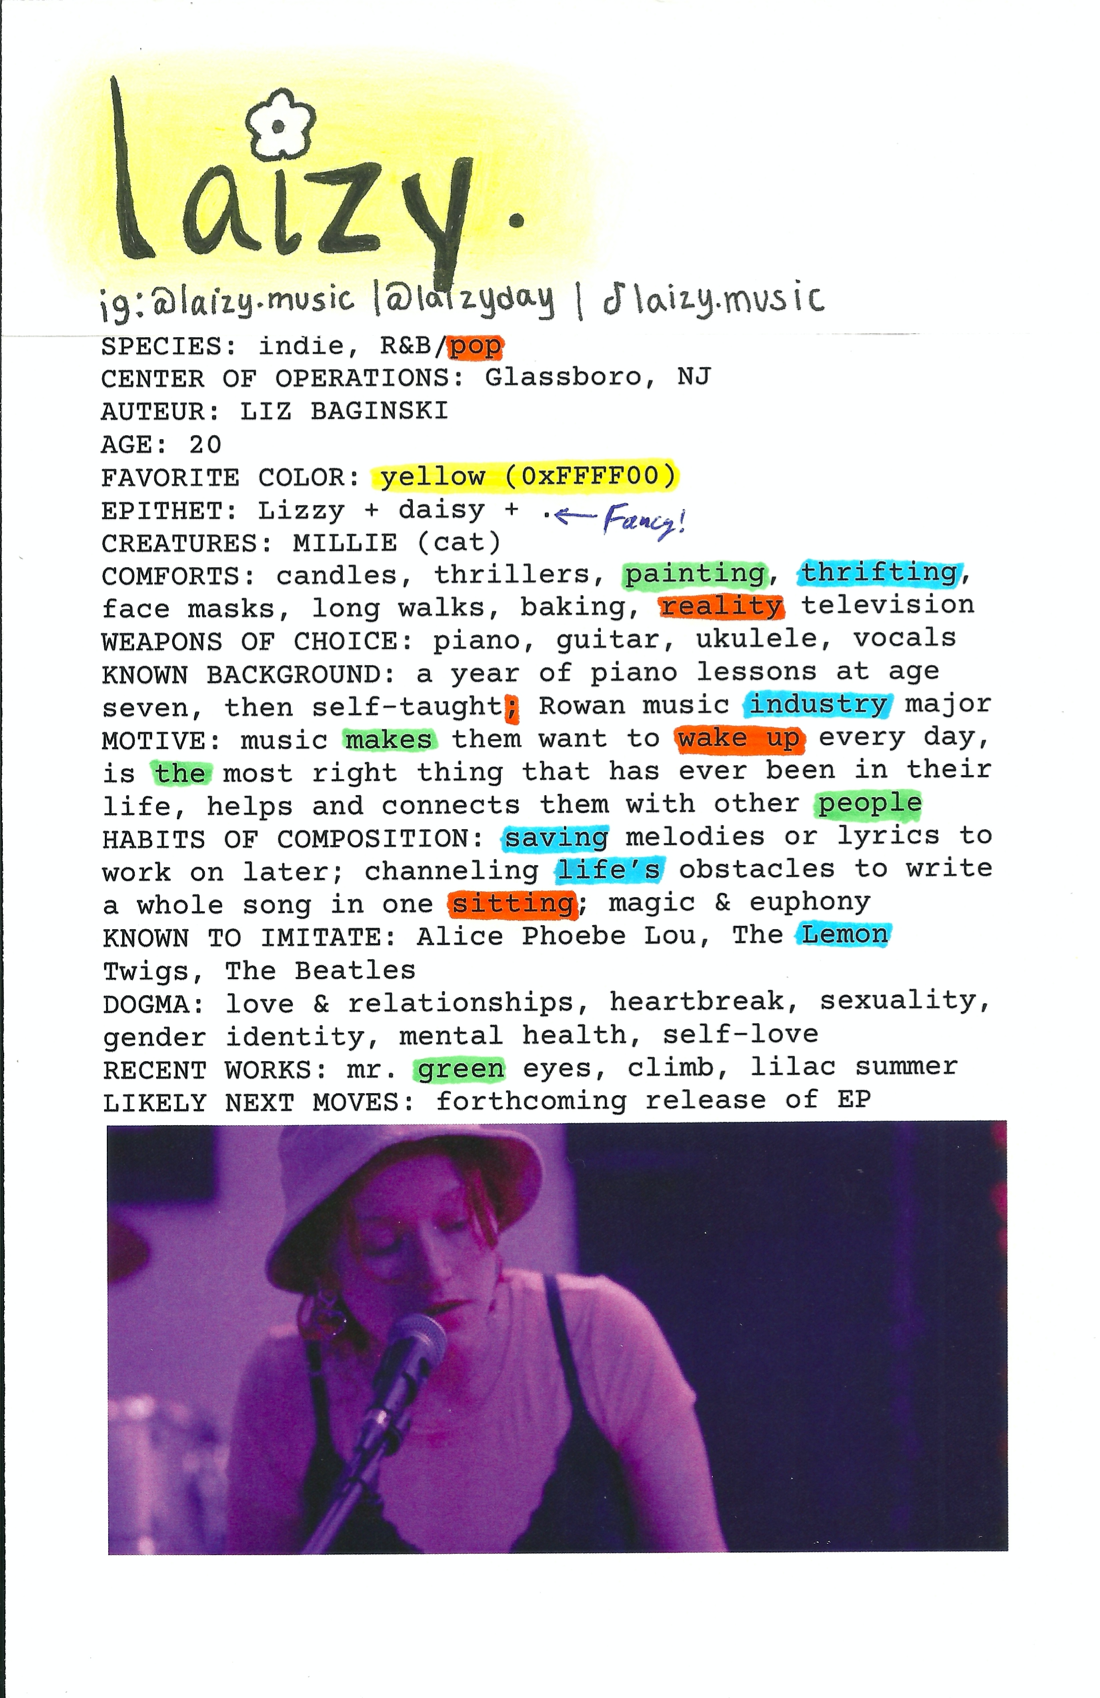 laizy.
ig:@laizy.music |@laizyday | laizy.music
SPECIES: indie, R&B/pop
CENTER OF OPERATIONS: Glassboro, NJ
AUTEUR: LIZ BAGINSKI
AGE: 20
FAVORITE COLOR: yellow (0xFFFF00)
EPITHET: Lizzy + daisy + .← Fancy!
CREATURES: MILLIE (cat)
COMFORTS: candles, thrillers, painting, thrifting,
face masks, long walks, baking, reality television
WEAPONS OF CHOICE: piano, guitar, ukulele, vocals
KNOWN BACKGROUND: a year of piano lessons at age
seven, then self-taught; Rowan music industry major
MOTIVE: music makes them want to wake up every day,
is the most right thing that has ever been in their
life, helps and connects them with other people
HABITS OF COMPOSITION: saving melodies or lyrics to
work on later; channeling life's obstacles to write
a whole song in one sitting; magic & euphony
KNOWN TO IMITATE: Alice Phoebe Lou, The Lemon
Twigs, The Beatles
DOGMA: love & relationships, heartbreak, sexuality,
gender identity, mental health, self-love
RECENT WORKS: mr. green eyes, climb, lilac summer
LIKELY NEXT MOVES: forthcoming release of EP